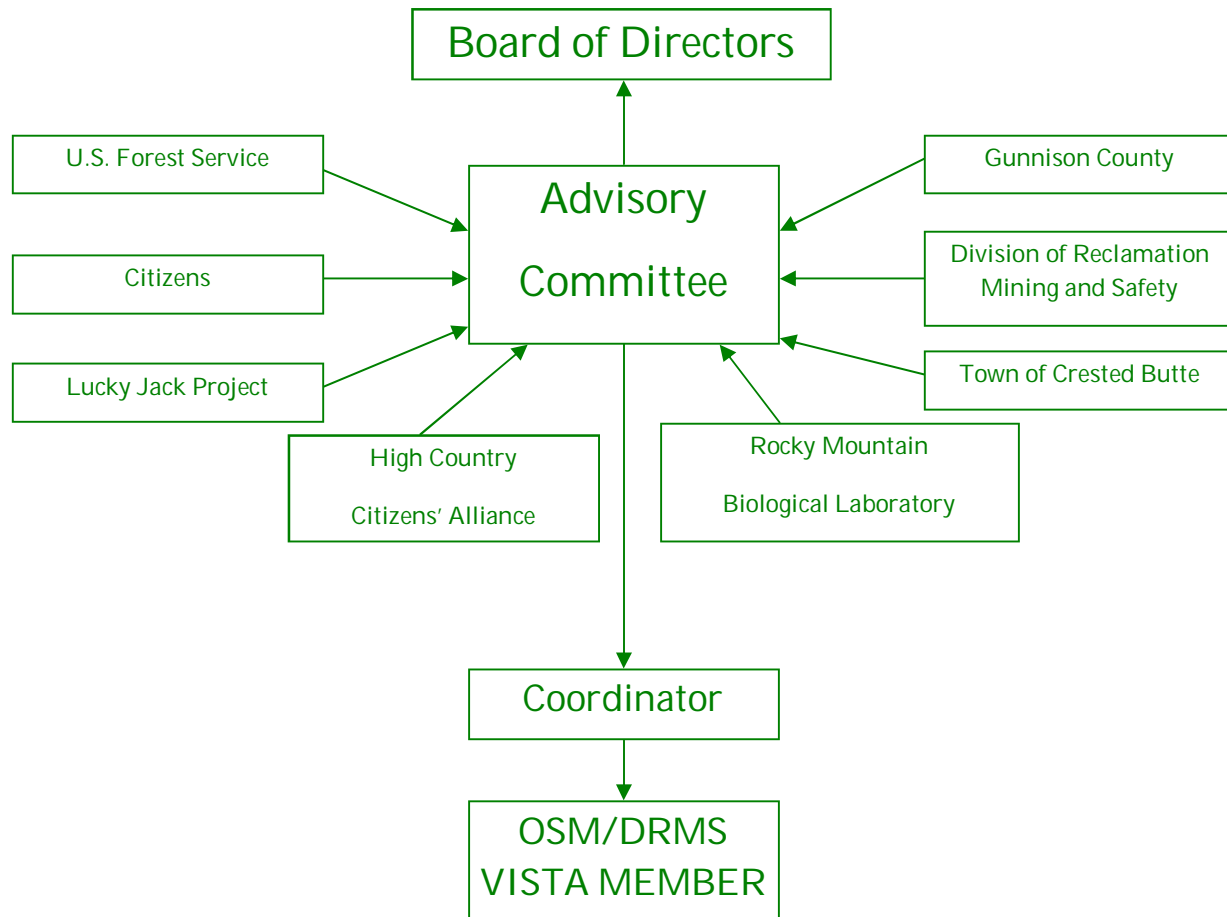 Board of Directors
U.S. Forest Service
Gunnison County
Advisory
Committee
Citizens
Division of Reclamation
Mining and Safety
Lucky Jack Project
Town of Crested Butte
High Country
Citizens’ Alliance
Rocky Mountain
Biological Laboratory
Coordinator
OSM/DRMS
VISTA MEMBER